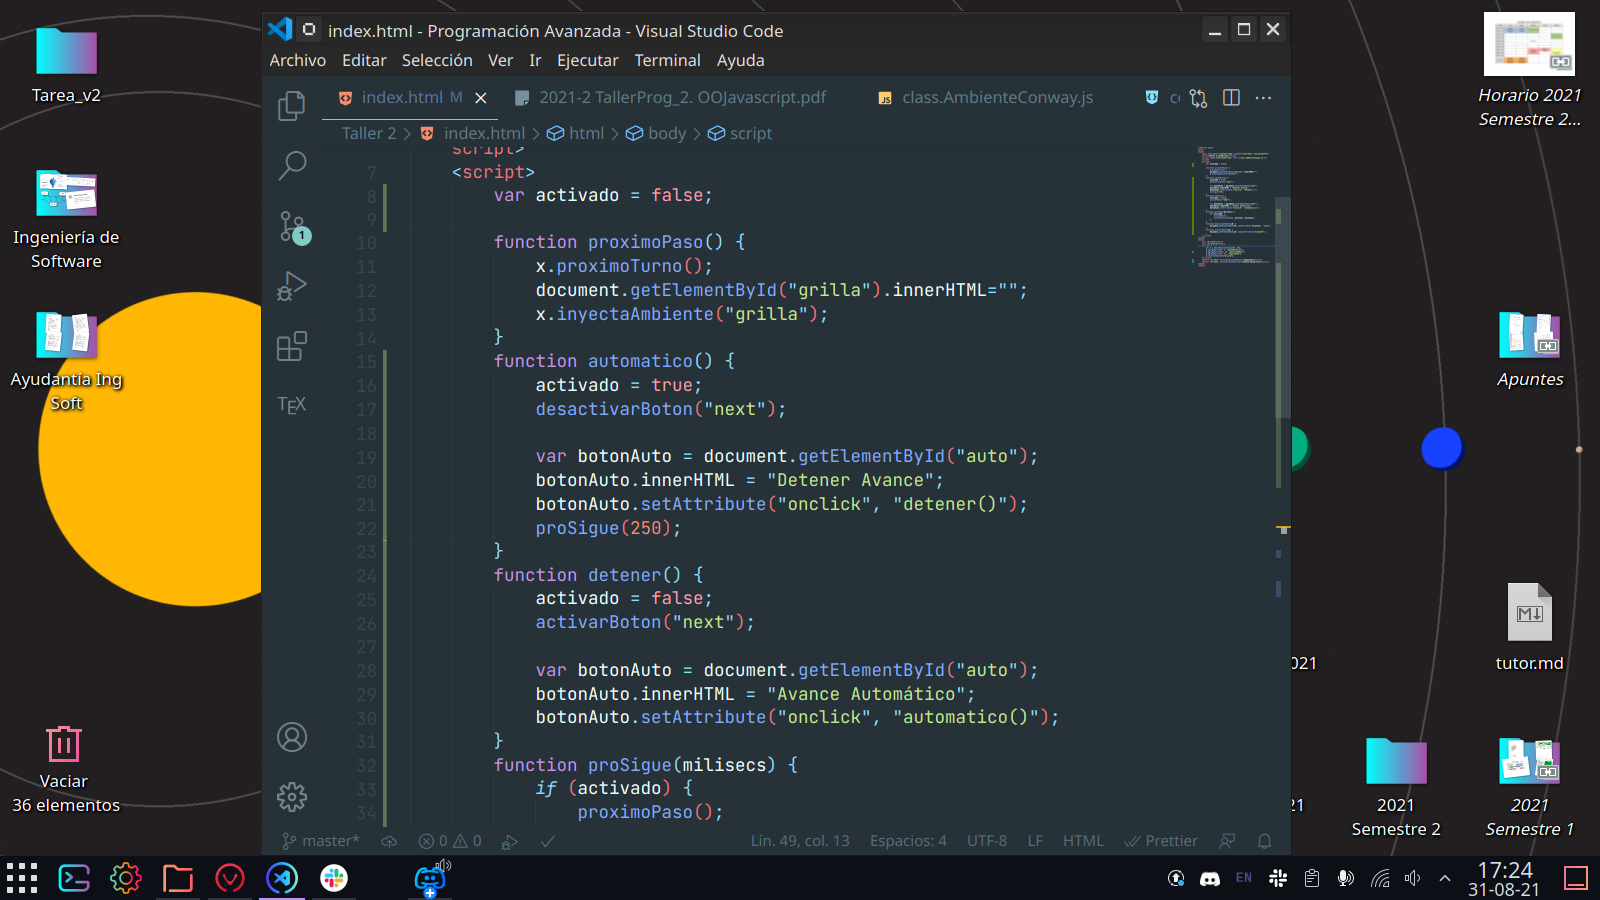 index.html - Programación Avanzada - Visual Studio Code
Archivo Editar Selección Ver Ir Ejecutar Terminal Ayuda
index.html M
2021-2 TallerProg_2. OOJavascript.pdf
JS class.AmbienteConway.js
Taller 2 > index.html > html > body > script
script>
7 <script>
8 var activado = false;
9
10 function proximoPaso() {
11 x.proximoTurno();
12 document.getElementById("grilla").innerHTML="";
13 x.inyectaAmbiente("grilla");
14 }
15 function automatico() {
16 activado = true;
17 desactivarBoton("next");
18
19 var botonAuto = document.getElementById("auto");
20 botonAuto.innerHTML = "Detener Avance";
21 botonAuto.setAttribute("onclick", "detener()");
22 proSigue(250);
23 }
24 function detener() {
25 activado = false;
26 activarBoton("next");
27
28 var botonAuto = document.getElementById("auto");
29 botonAuto.innerHTML = "Avance Automático";
30 botonAuto.setAttribute("onclick", "automatico()");
31 }
32 function proSigue(milisecs) {
33 if (activado) {
34 proximoPaso();
1
TEX
master* 0 0 Lín. 49, col. 13 Espacios: 4 UTF-8 LF HTML Prettier
Tarea_v2
Ingeniería de
Software
Ayudantía Ing
Soft
Vaciar
36 elementos
Horario 2021
Semestre 2...
Apuntes
021
M
tutor.md
21
2021
Semestre 2
2021
Semestre 1
EN
17:24
31-08-21